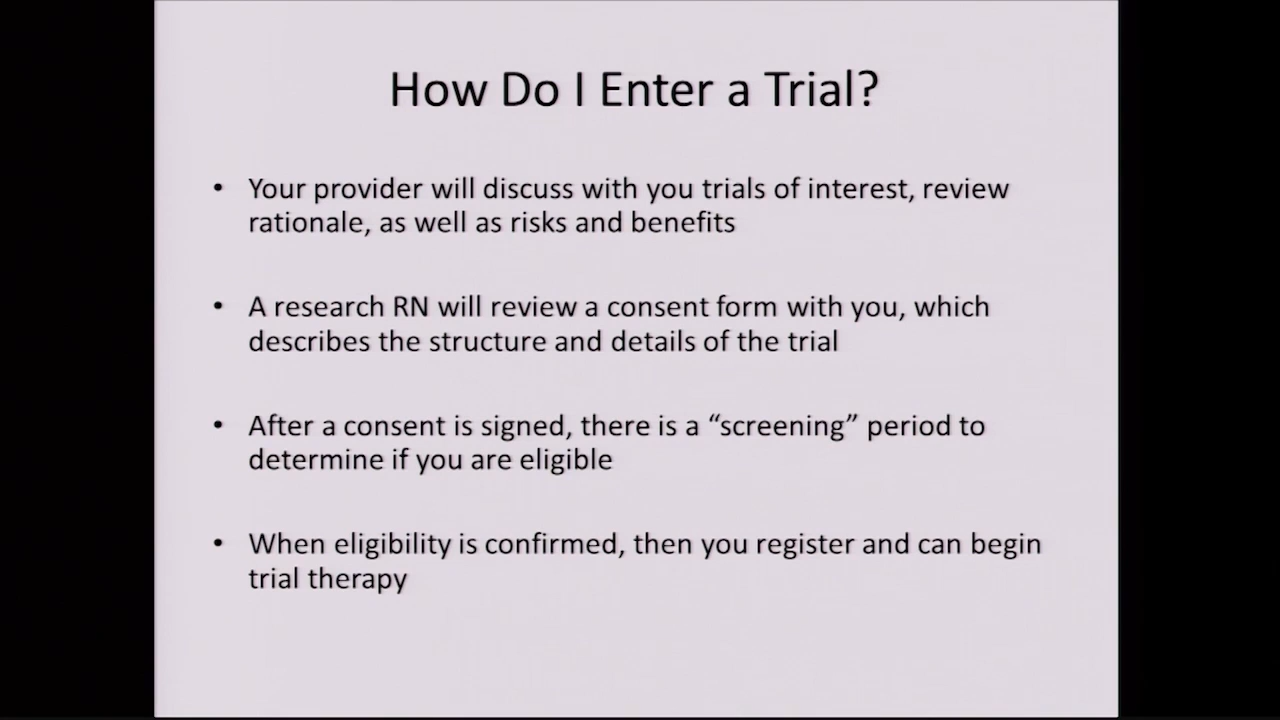 How Do I Enter a Trial?
• Your provider will discuss with you trials of interest, review
rationale, as well as risks and benefits
• A research RN will review a consent form with you, which
describes the structure and details of the trial
• After a consent is signed, there is a “screening” period to
determine if you are eligible
• When eligibility is confirmed, then you register and can begin
trial therapy